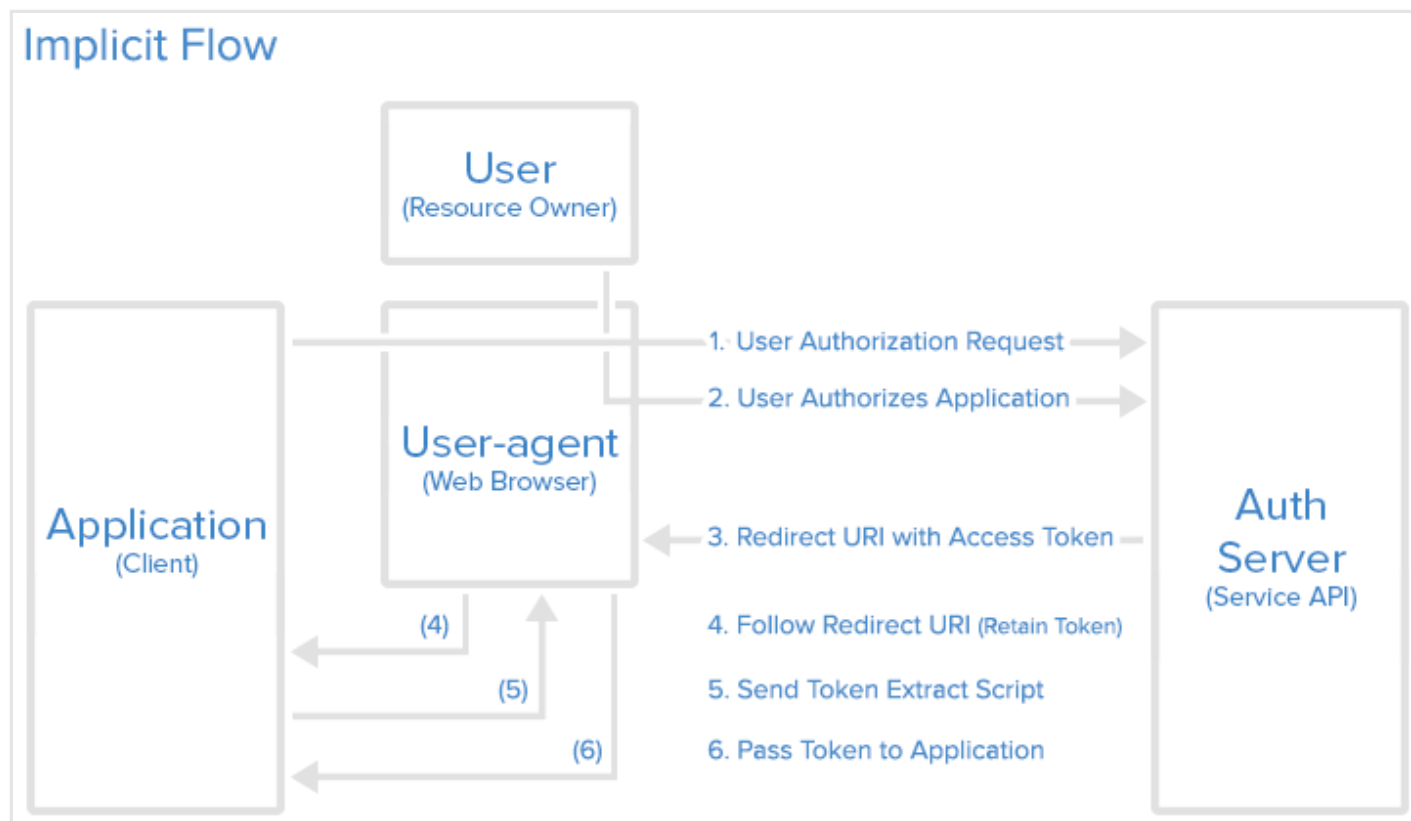 Implicit Flow
User
(Resource Owner)
1. User Authorization Request
2. User Authorizes Application
User-agent
(Web Browser)
Application
(Client)
3. Redirect URI with Access Token
Auth
Server
(Service API)
(4)
4. Follow Redirect URI (Retain Token)
(5)
5. Send Token Extract Script
(6)
6. Pass Token to Application